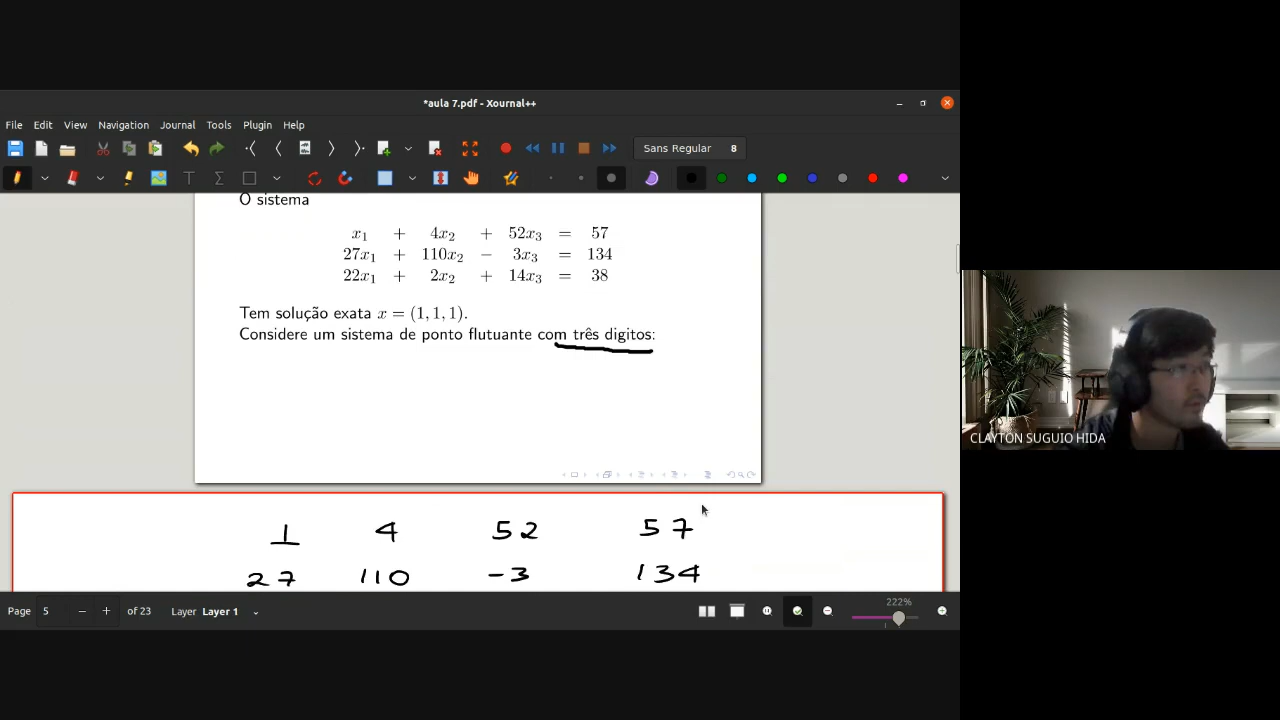 *aula 7.pdf - Xournal++
File Edit View Navigation Journal Tools Plugin Help
Sans Regular 8
O sistema
x₁ + 4x₂ + 52x₃ = 57
27x₁ + 110x₂ − 3x₃ = 134
22x₁ + 2x₂ + 14x₃ = 38
Tem solução exata x = (1, 1, 1).
Considere um sistema de ponto flutuante com três digitos:
1 4 52 57
27 110 -3 134
Page 5 of 23 Layer Layer 1 222%
CLAYTON SUGUIO HIDA